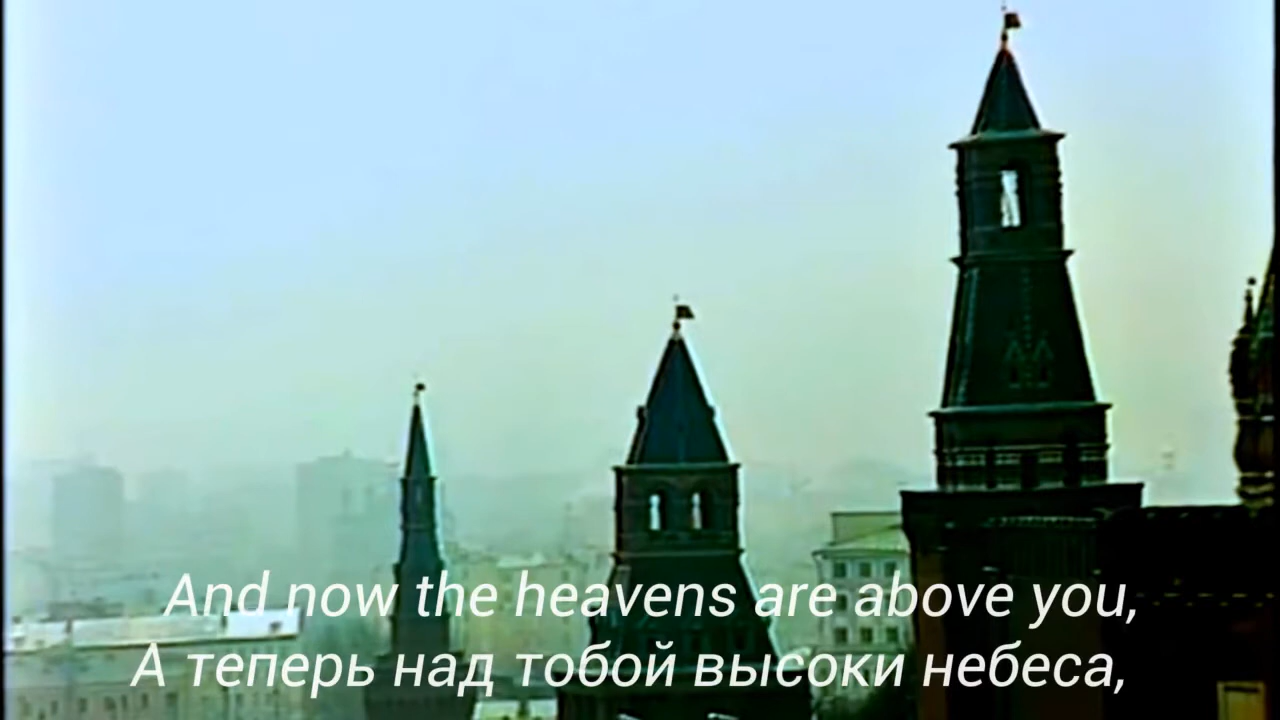 And now the heavens are above you,
А теперь над тобой высоки небеса,